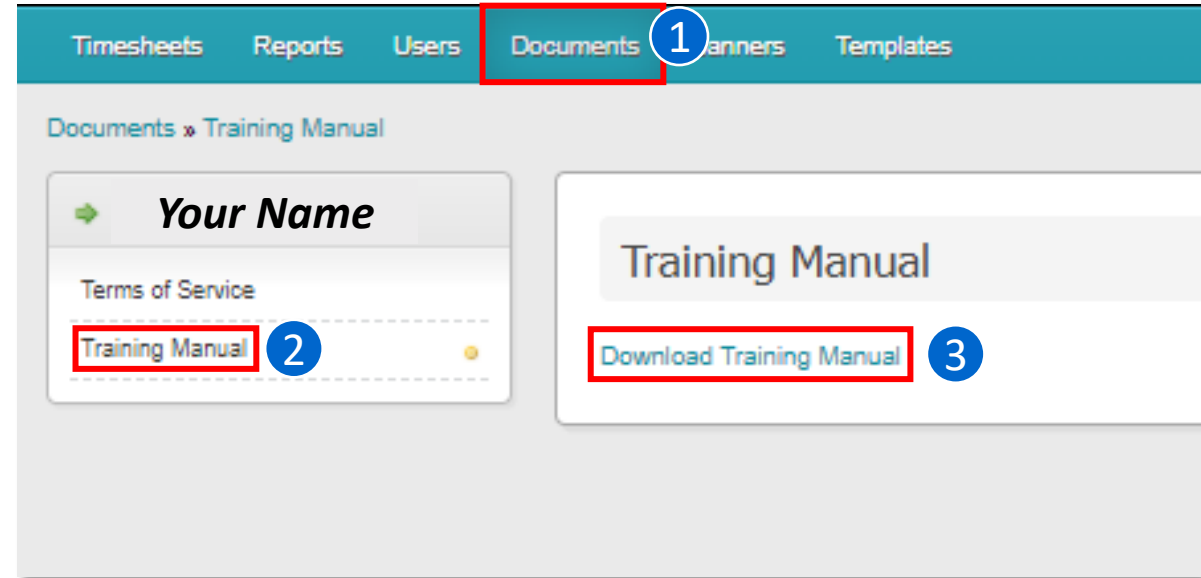 Timesheets Reports Users Documents 1 anners Templates
Documents » Training Manual
Your Name
Terms of Service
Training Manual 2
Training Manual
Download Training Manual 3